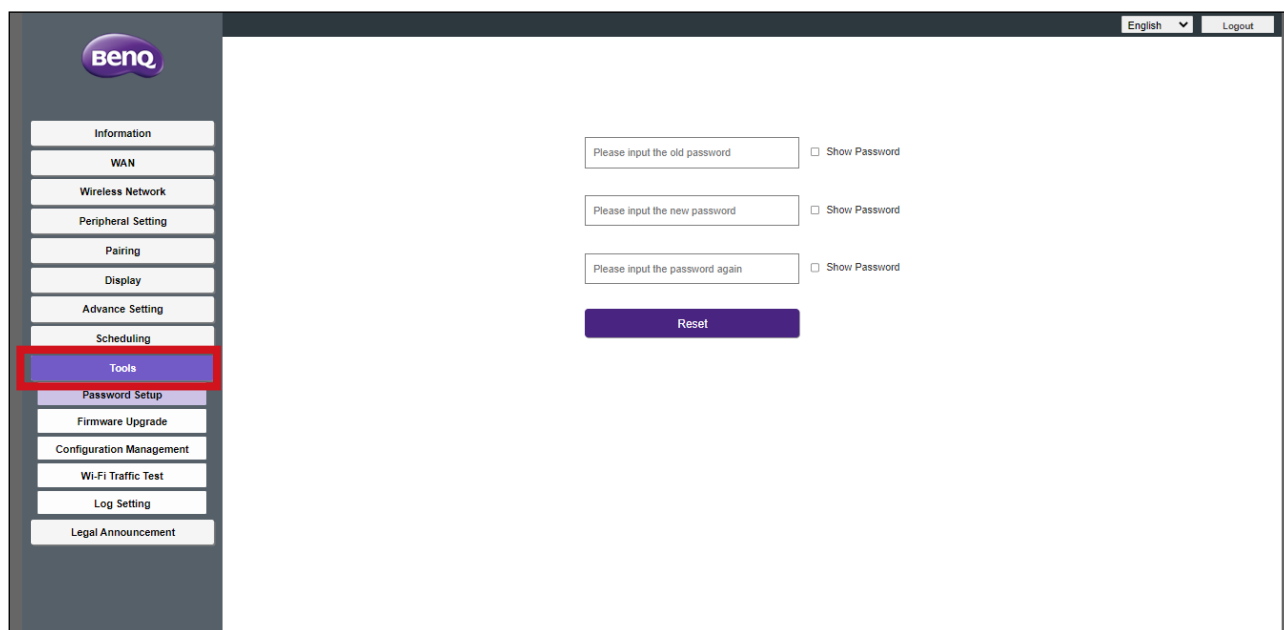 English
Logout
BenQ
Information
WAN
Wireless Network
Peripheral Setting
Pairing
Display
Advance Setting
Scheduling
Tools
Password Setup
Firmware Upgrade
Configuration Management
Wi-Fi Traffic Test
Log Setting
Legal Announcement
Please input the old password
Show Password
Please input the new password
Show Password
Please input the password again
Show Password
Reset